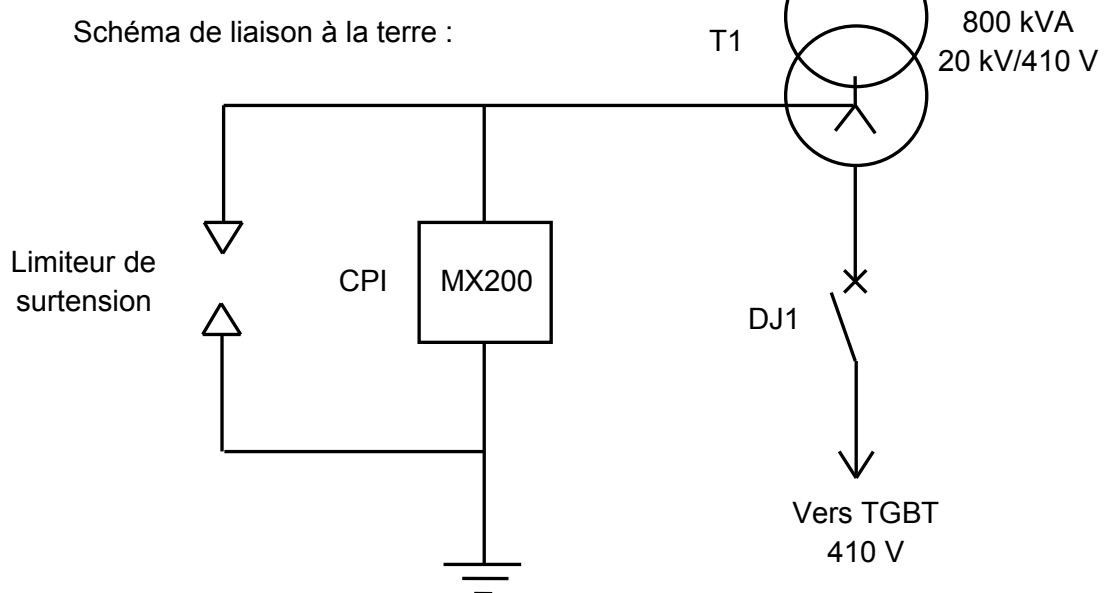 Schéma de liaison à la terre :
T1
800 kVA
20 kV/410 V
Limiteur de
surtension
CPI
MX200
DJ1
Vers TGBT
410 V